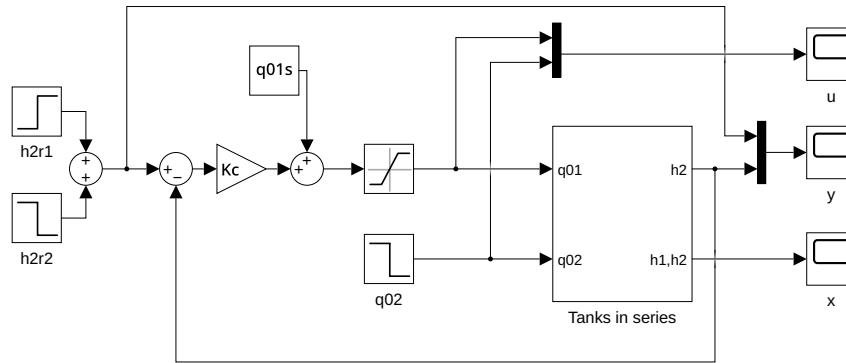 q01s
u
h2r1
+
+
+
−
Kc
+
+
q01
h2
y
h2r2
q02
q02
h1,h2
x
Tanks in series